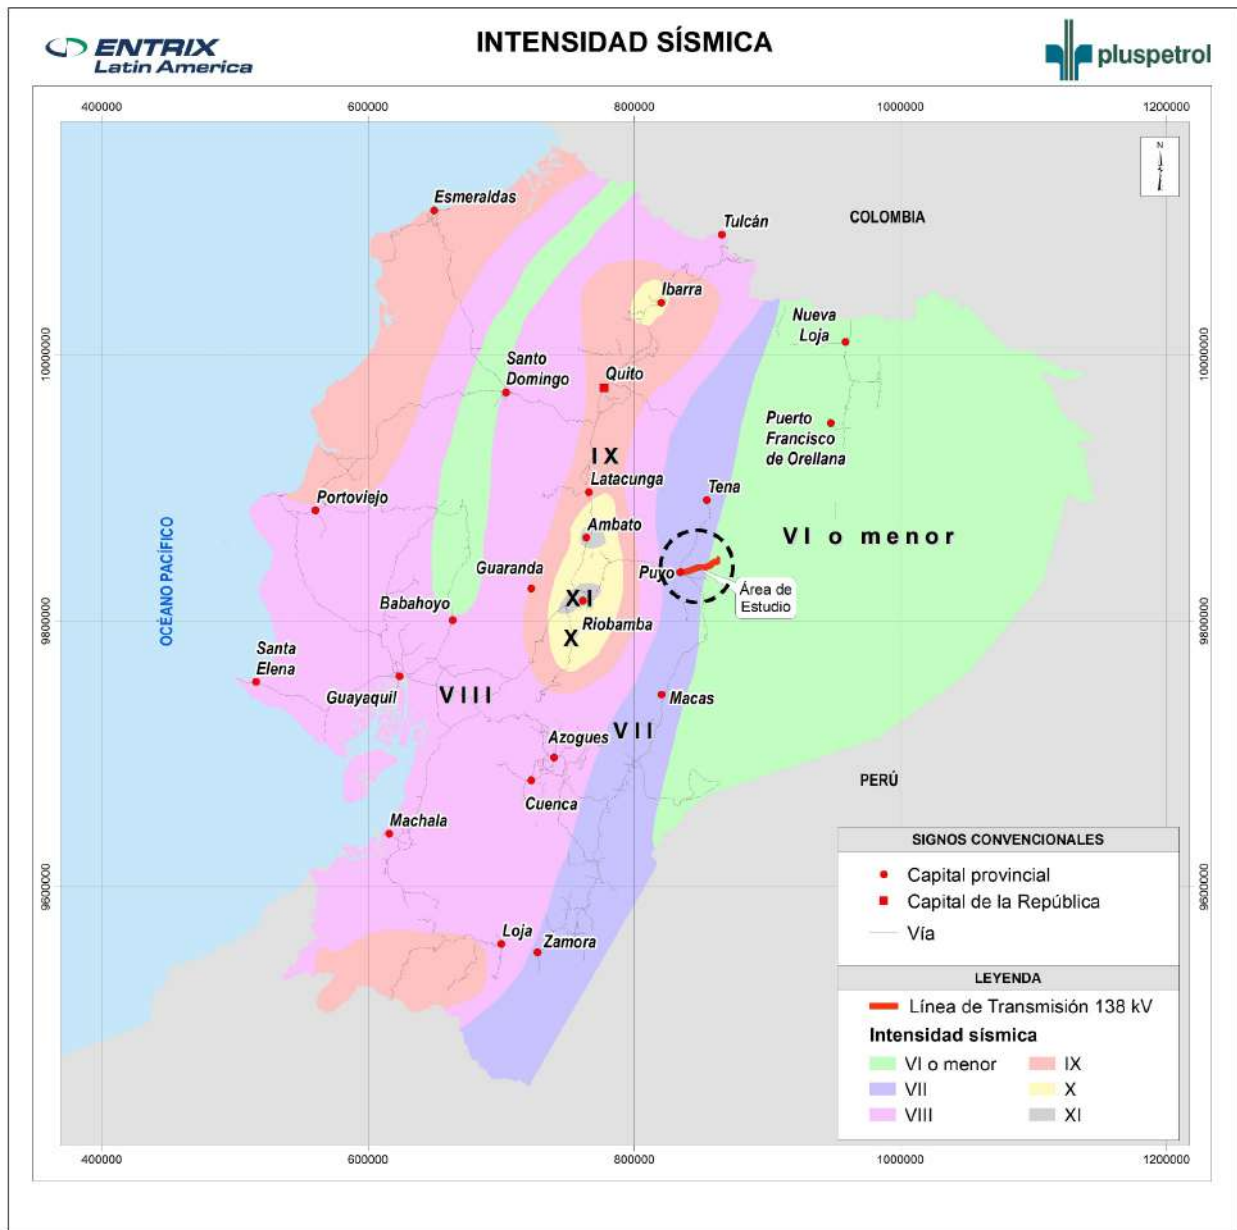 ENTRIX
Latin America
INTENSIDAD SÍSMICA
pluspetrol
400000 600000 800000 1000000 1200000
N
Esmeraldas
Tulcán
COLOMBIA
Ibarra
Nueva
Loja
10000000
10000000
Santo
Domingo
Quito
Puerto
Francisco
de Orellana
IX
Latacunga
Tena
Portoviejo
Ambato
VI o menor
OCÉANO PACÍFICO
Guaranda
Puyo
Área de
Estudio
Babahoyo
XI
Riobamba
X
9800000
9800000
Santa
Elena
Guayaquil
VIII
Macas
VII
Azogues
Cuenca
PERÚ
Machala
SIGNOS CONVENCIONALES
Capital provincial
Capital de la República
Vía
9600000
9600000
Loja
Zamora
LEYENDA
Línea de Transmisión 138 kV
Intensidad sísmica
VI o menor
IX
VII
X
VIII
XI
400000 600000 800000 1000000 1200000